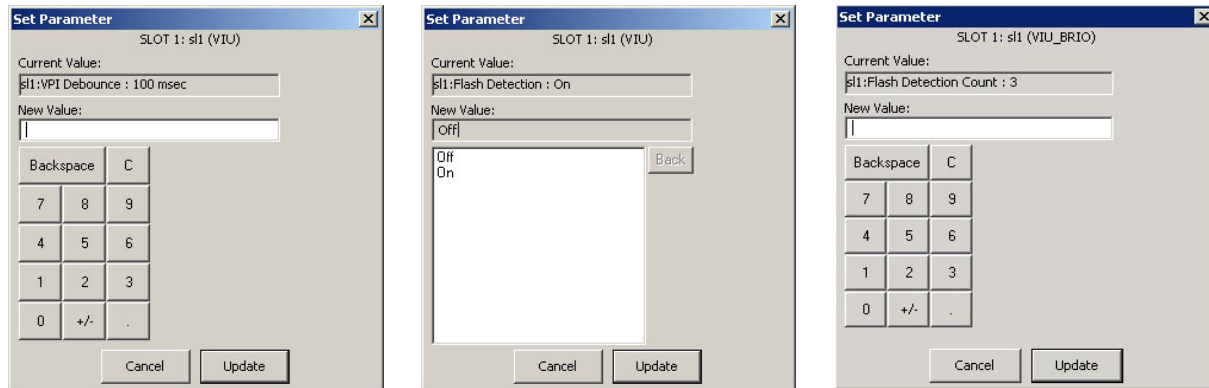 Set Parameter
SLOT 1: sl1 (VIU)
Current Value:
sl1:VPI Debounce : 100 msec
New Value:
Backspace C
7 8 9
4 5 6
1 2 3
0 +/- .
Cancel Update
Set Parameter
SLOT 1: sl1 (VIU)
Current Value:
sl1:Flash Detection : On
New Value:
Off
Off
On
Back
Cancel Update
Set Parameter
SLOT 1: sl1 (VIU_BRIO)
Current Value:
sl1:Flash Detection Count : 3
New Value:
Backspace C
7 8 9
4 5 6
1 2 3
0 +/- .
Cancel Update